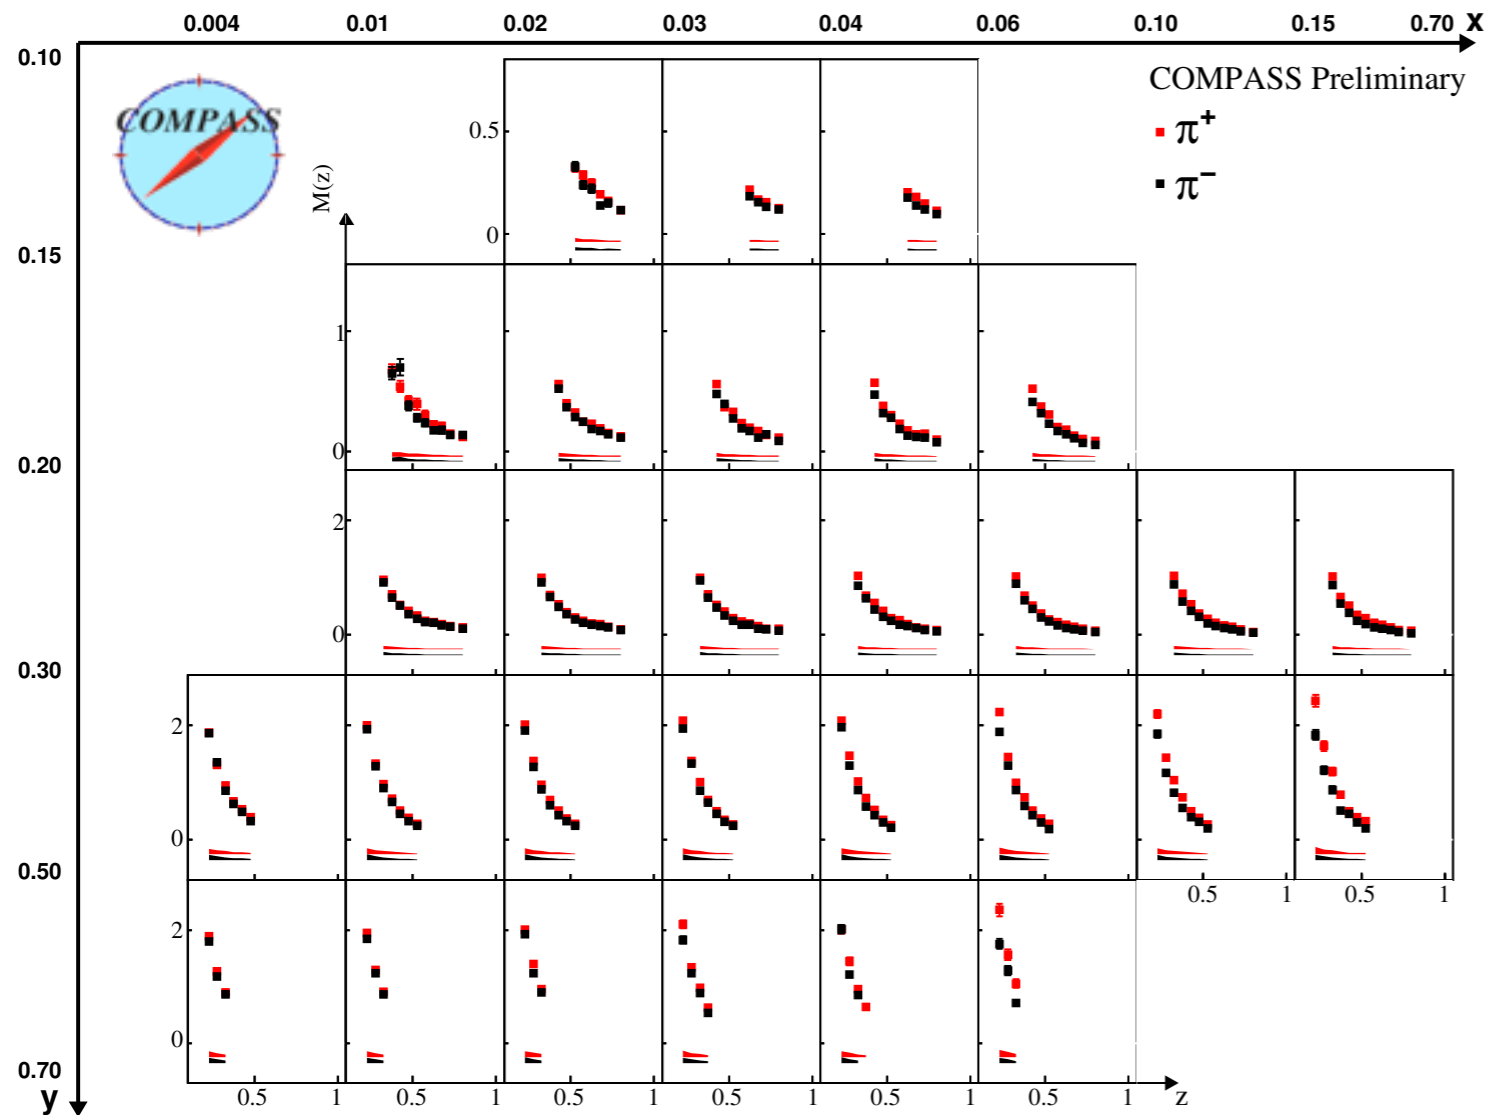 0.004 0.01 0.02 0.03 0.04 0.06 0.10 0.15 0.70 x
0.10
COMPASS Preliminary
COMPASS
π+
π−
0.5
M(z)
0
0.15
1
0
0.20
2
0
0.30
2
0
0.50
0.5 1 0.5 1
2
0
0.70
y
0.5 1 0.5 1 0.5 1 0.5 1 0.5 1 0.5 1 z